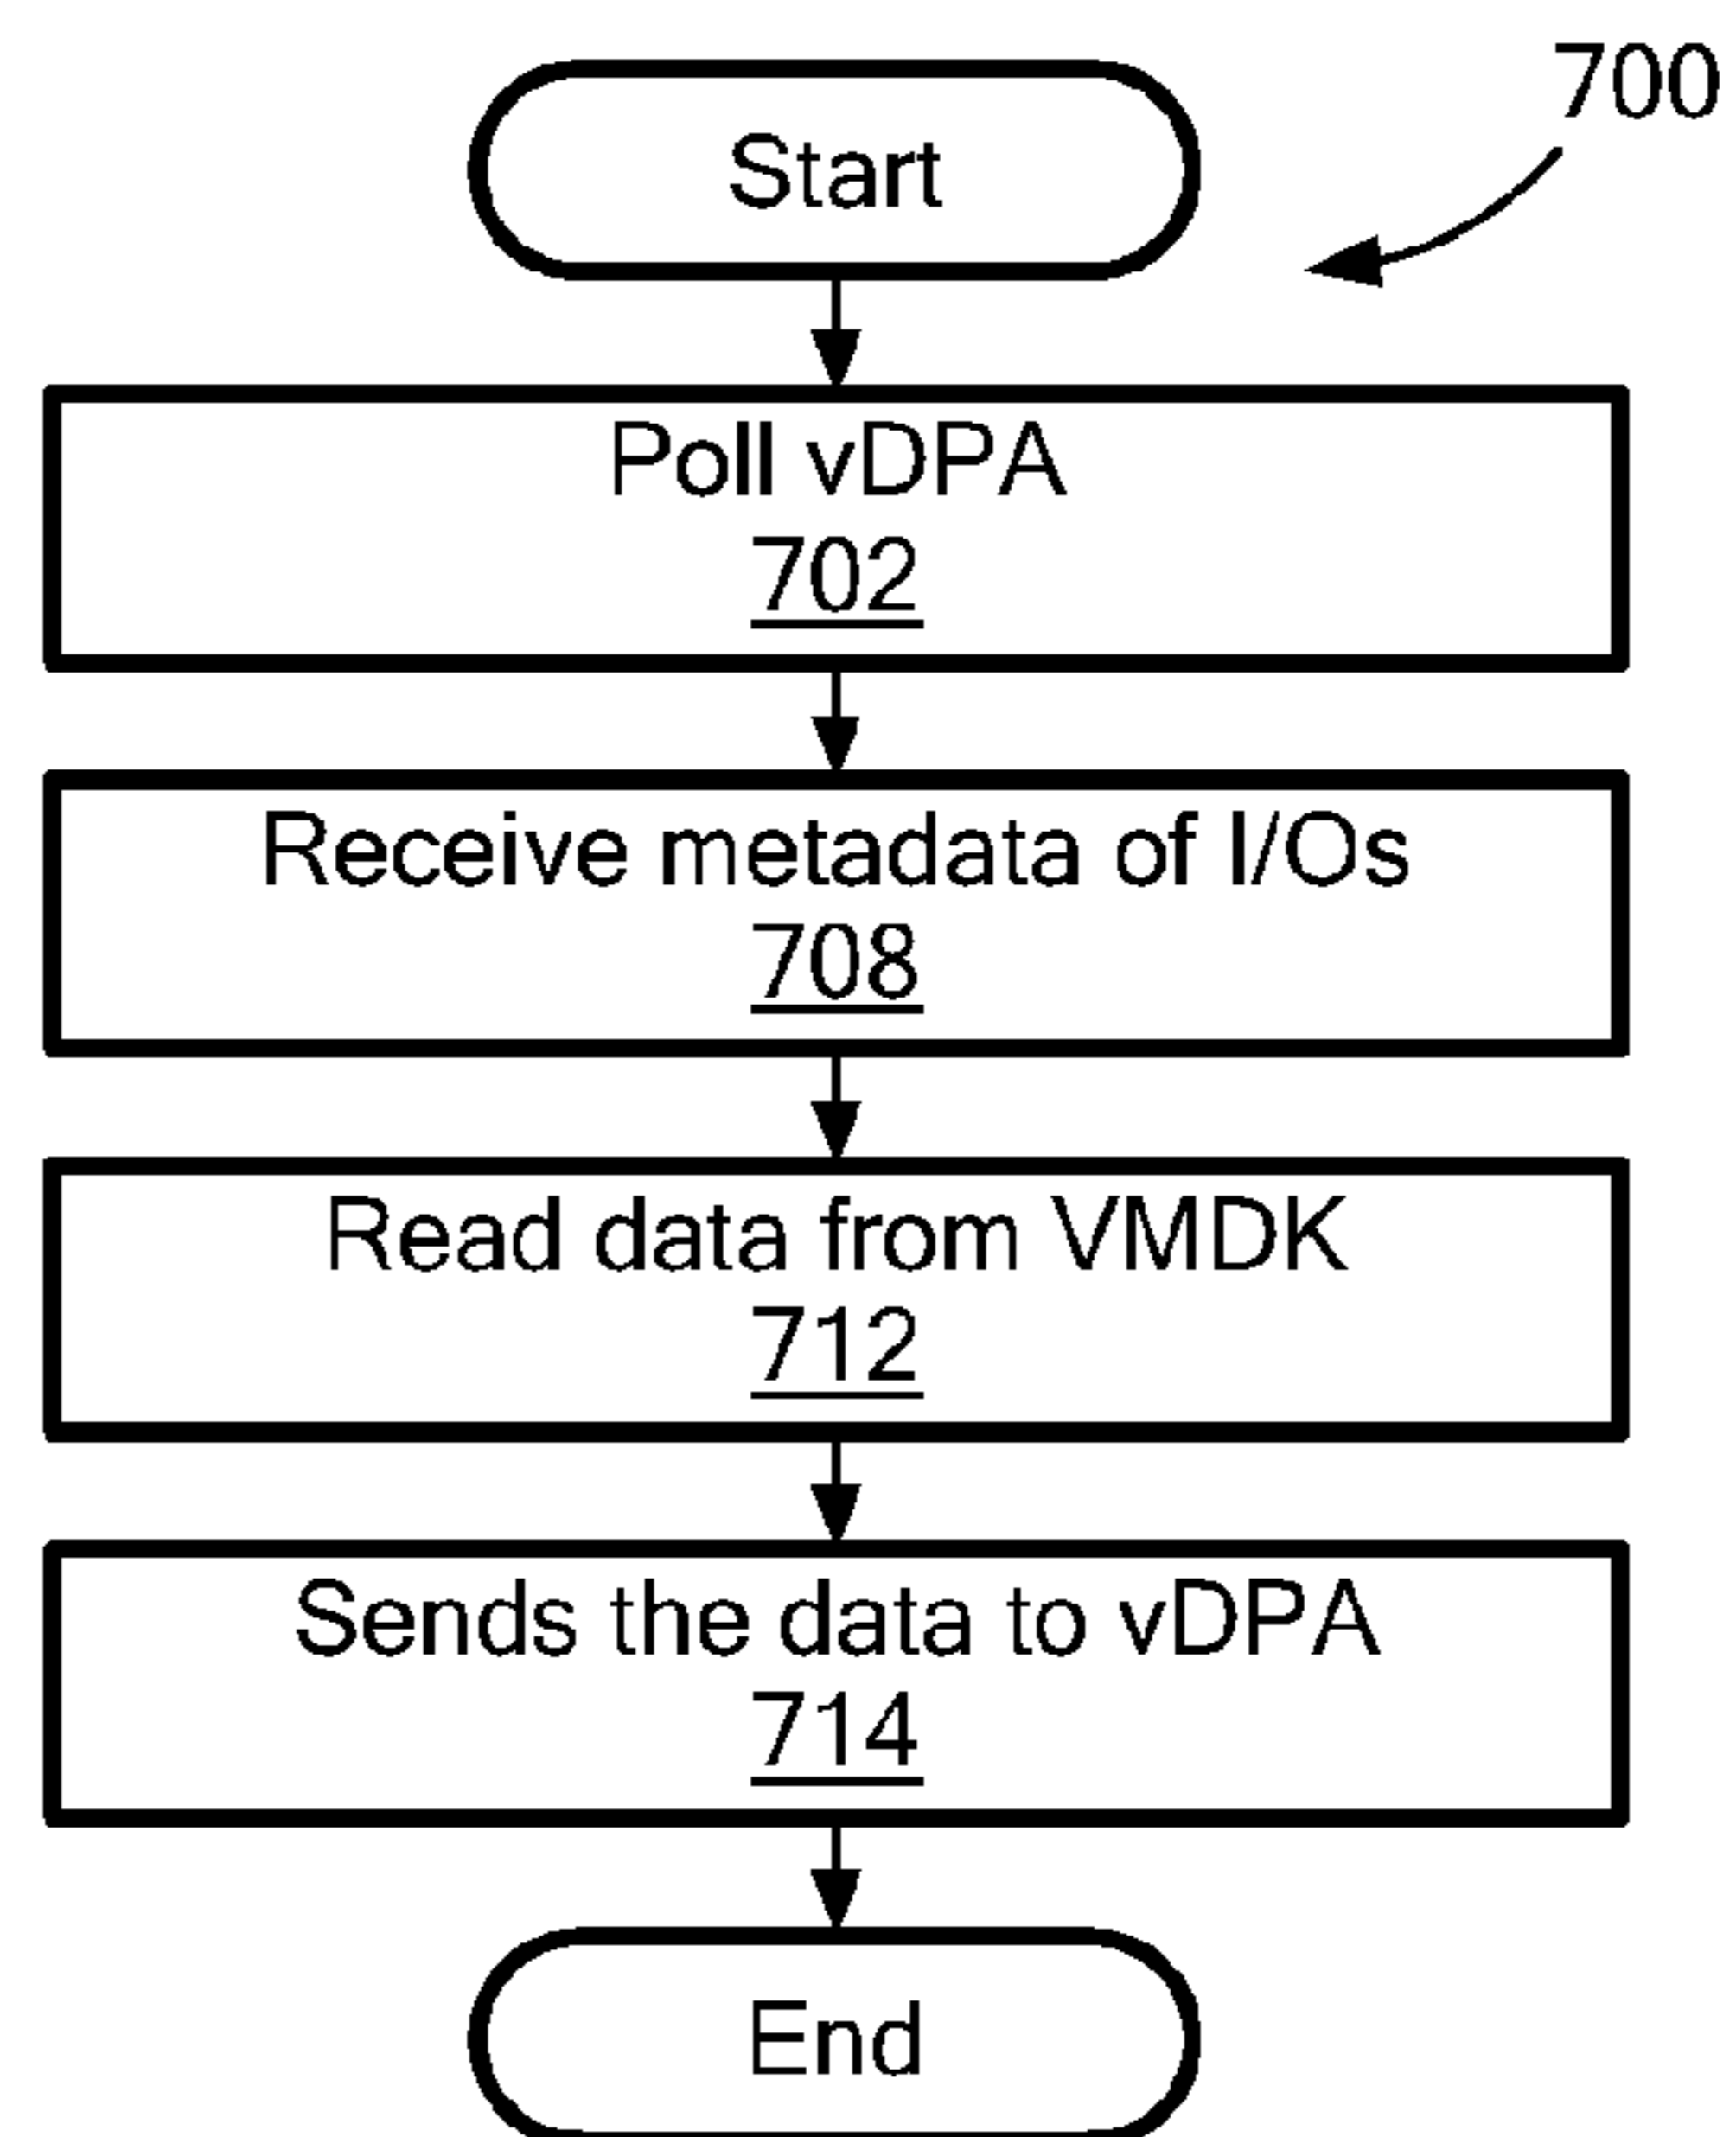 700
Start
Poll vDPA
702
Receive metadata of I/Os
708
Read data from VMDK
712
Sends the data to vDPA
714
End